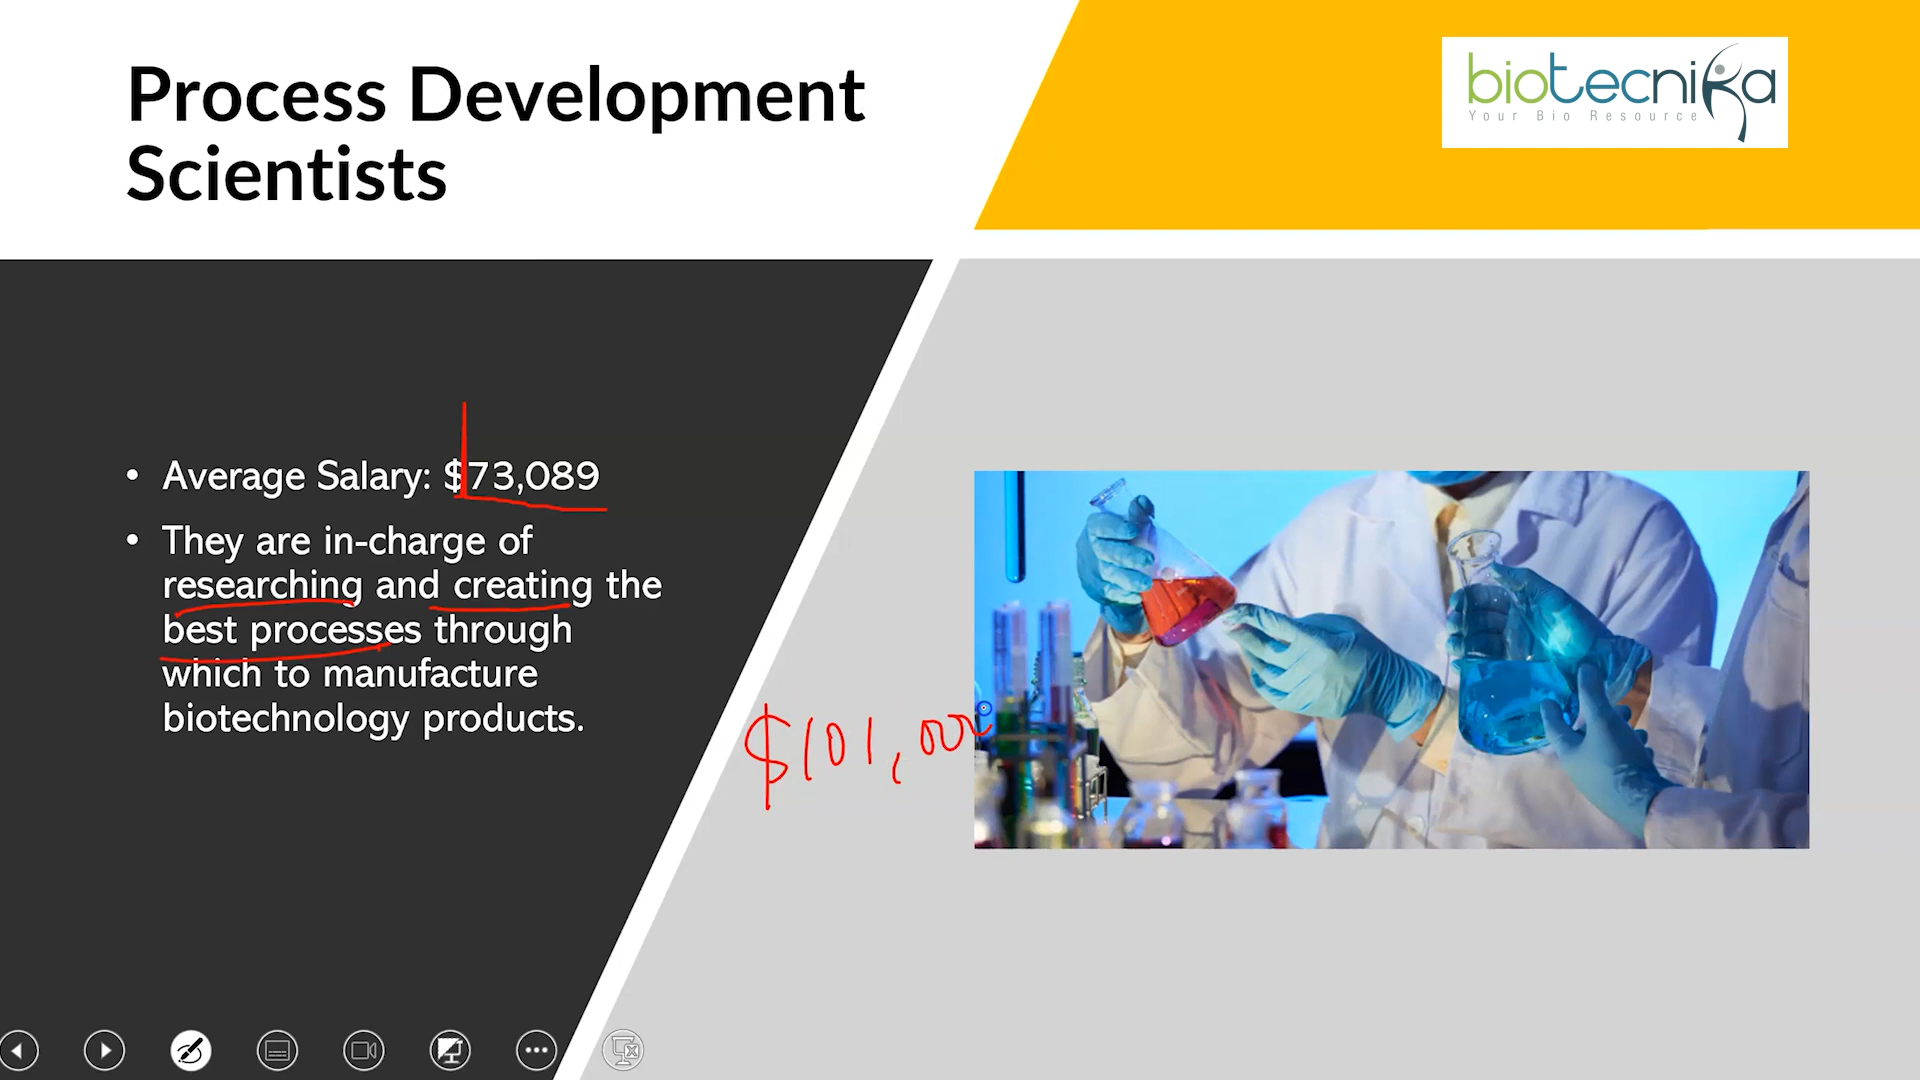 Process Development
Scientists
biotecnika
Your Bio Resource
• Average Salary: $73,089
• They are in-charge of
researching and creating the
best processes through
which to manufacture
biotechnology products.
$101,000